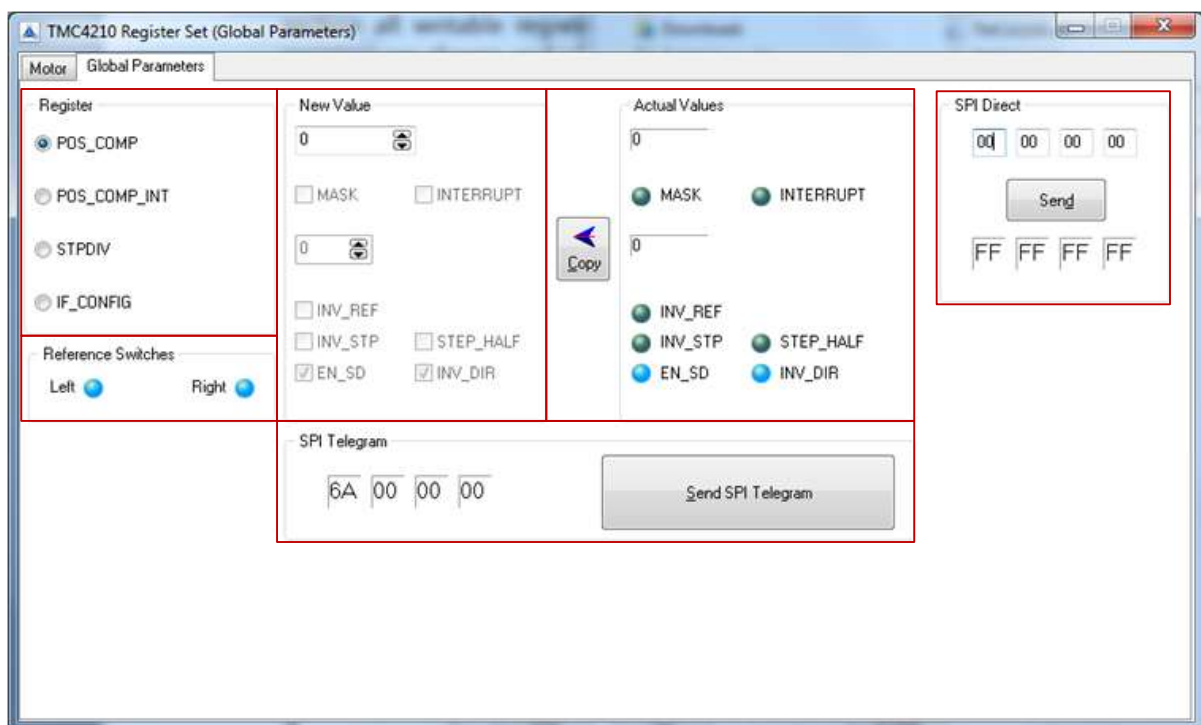 TMC4210 Register Set (Global Parameters)
Motor Global Parameters
Register
POS_COMP
POS_COMP_INT
STPDIV
IF_CONFIG
Reference Switches
Left Right
New Value
0
MASK INTERRUPT
0
INV_REF
INV_STP STEP_HALF
EN_SD INV_DIR
Copy
Actual Values
0
MASK INTERRUPT
0
INV_REF
INV_STP STEP_HALF
EN_SD INV_DIR
SPI Direct
00 00 00 00
Send
FF FF FF FF
SPI Telegram
6A 00 00 00
Send SPI Telegram